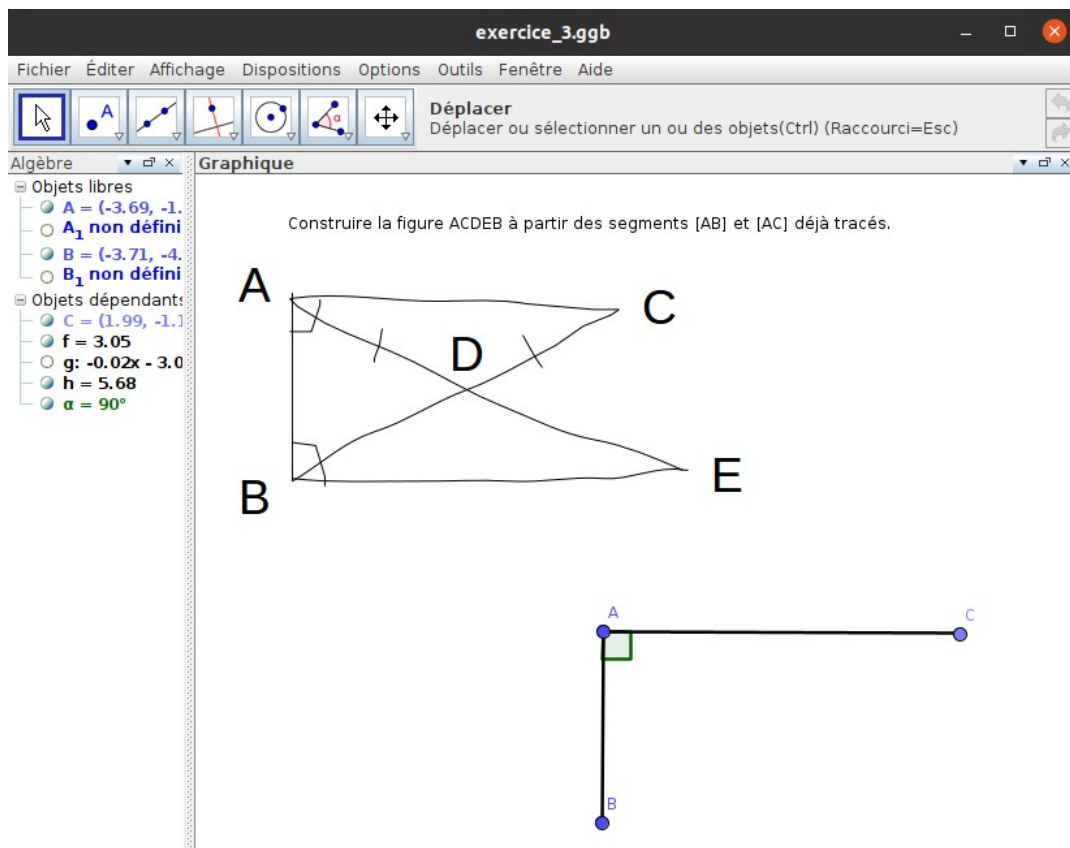 exercice_3.ggb
Fichier Éditer Affichage Dispositions Options Outils Fenêtre Aide
A
α
Déplacer
Déplacer ou sélectionner un ou des objets(Ctrl) (Raccourci=Esc)
Algèbre
Graphique
Objets libres
A = (-3.69, -1.
A₁ non défini
B = (-3.71, -4.
B₁ non défini
Objets dépendants
C = (1.99, -1.1
f = 3.05
g: -0.02x - 3.0
h = 5.68
α = 90°
Construire la figure ACDEB à partir des segments [AB] et [AC] déjà tracés.
A
C
D
B
E
A
C
B